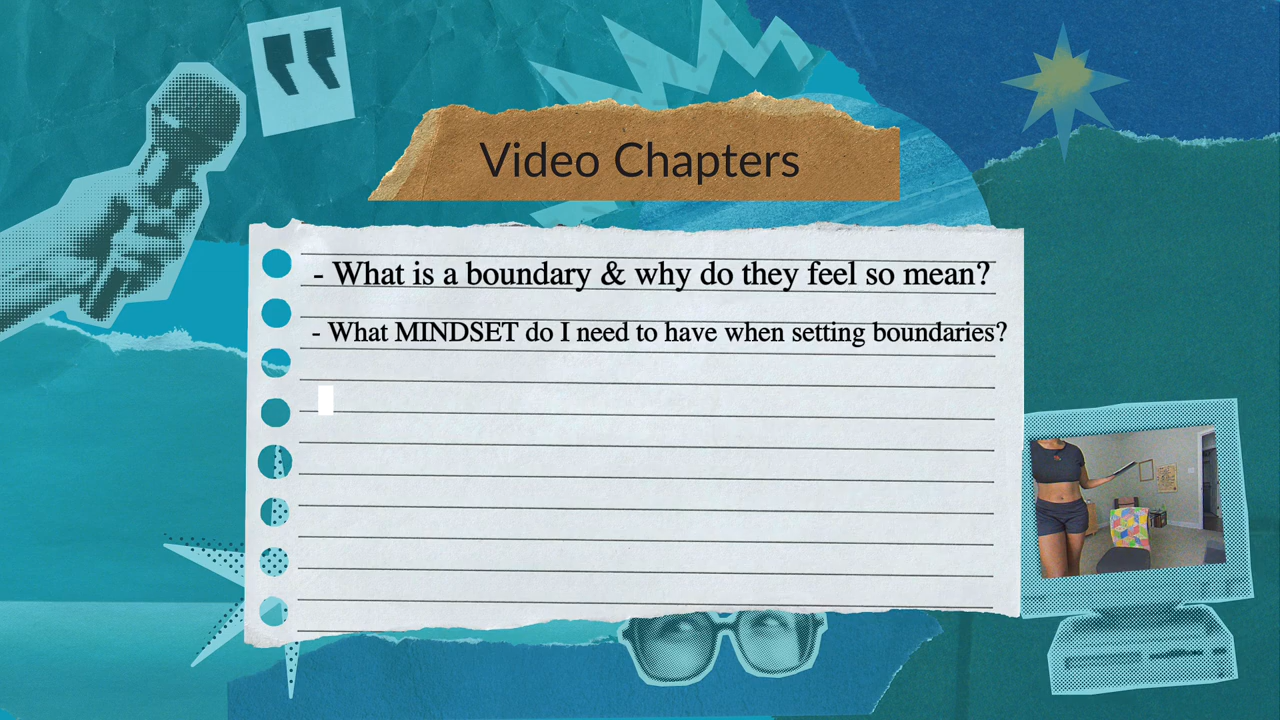 Video Chapters
- What is a boundary & why do they feel so mean?
- What MINDSET do I need to have when setting boundaries?